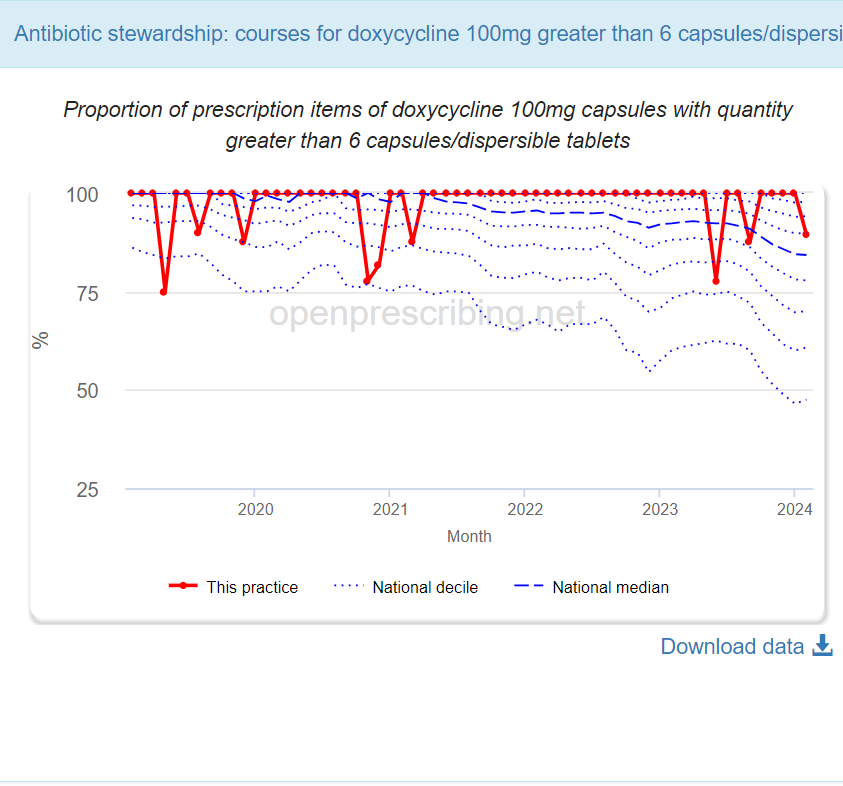 Antibiotic stewardship: courses for doxycycline 100mg greater than 6 capsules/dispersi
Proportion of prescription items of doxycycline 100mg capsules with quantity
greater than 6 capsules/dispersible tablets
100
75
50
25
%
openprescribing.net
2020 2021 2022 2023 2024
Month
This practice National decile National median
Download data